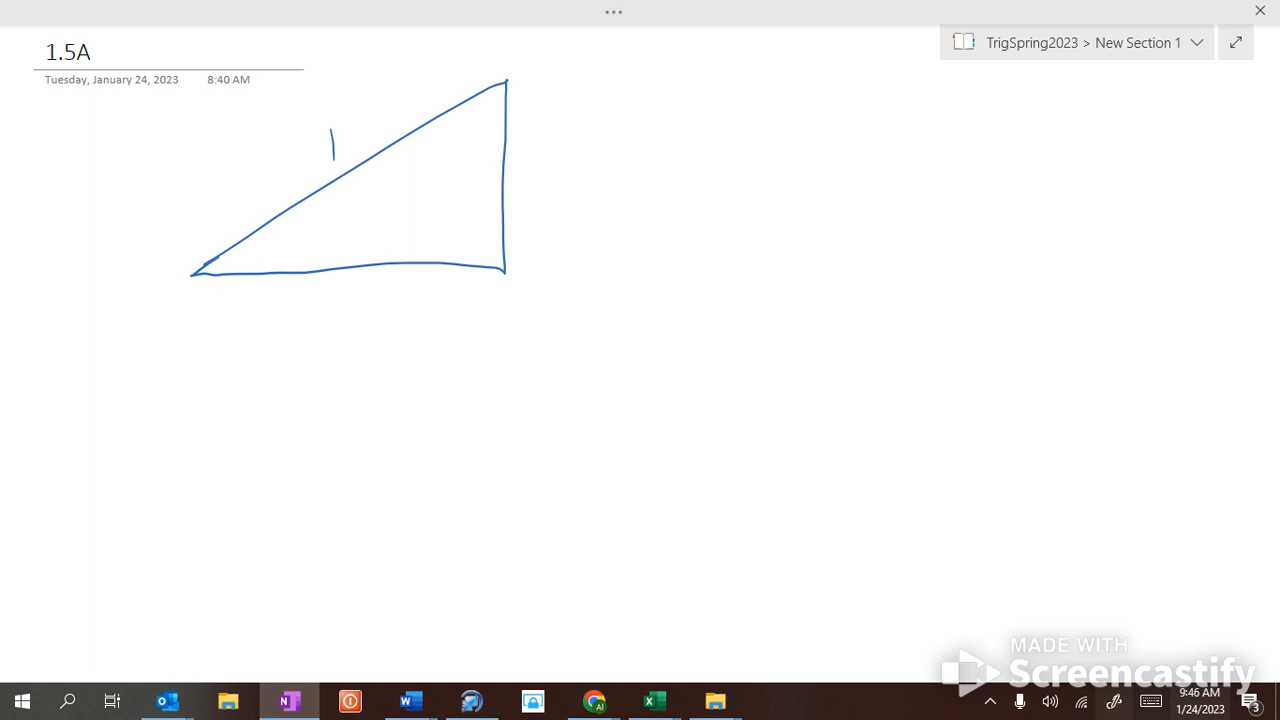 1.5A
TrigSpring2023 > New Section 1
Tuesday, January 24, 2023 8:40 AM
MADE WITH
Screencastify
9:46 AM
1/24/2023
3